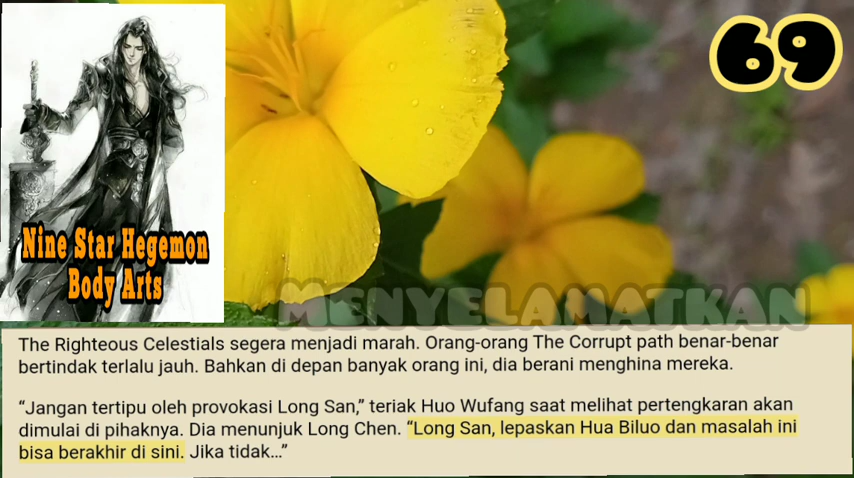 69
Nine Star Hegemon
Body Arts
MENYELAMATKAN
The Righteous Celestials segera menjadi marah. Orang-orang The Corrupt path benar-benar
bertindak terlalu jauh. Bahkan di depan banyak orang ini, dia berani menghina mereka.
“Jangan tertipu oleh provokasi Long San,” teriak Huo Wufang saat melihat pertengkaran akan
dimulai di pihaknya. Dia menunjuk Long Chen. “Long San, lepaskan Hua Biluo dan masalah ini
bisa berakhir di sini. Jika tidak…”